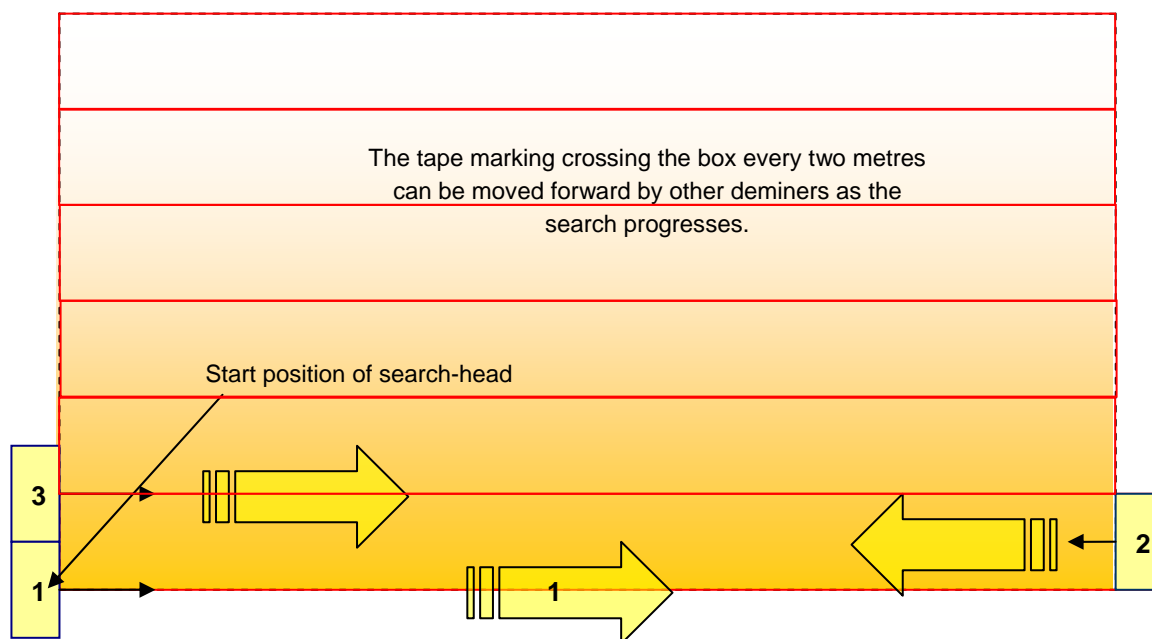 The tape marking crossing the box every two metres
can be moved forward by other deminers as the
search progresses.
Start position of search-head
3
2
1
1